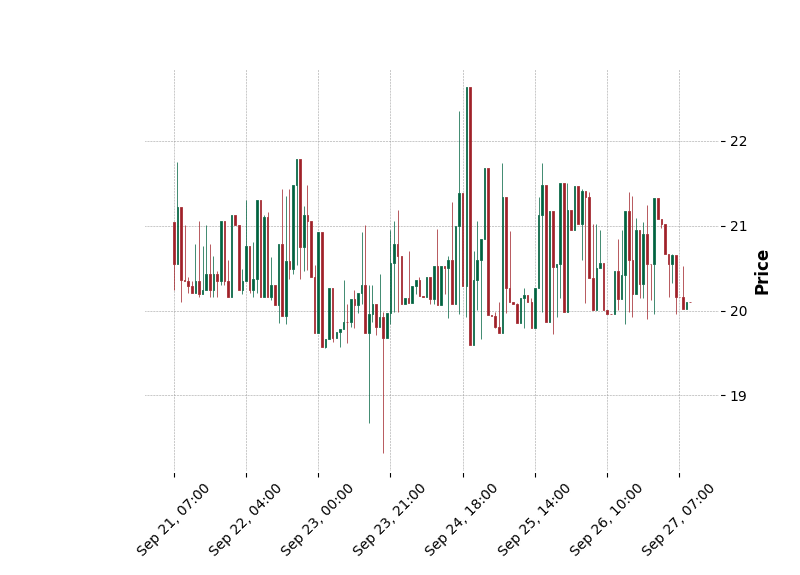 22
21
20
19
Price
Sep 21, 07:00
Sep 22, 04:00
Sep 23, 00:00
Sep 23, 21:00
Sep 24, 18:00
Sep 25, 14:00
Sep 26, 10:00
Sep 27, 07:00